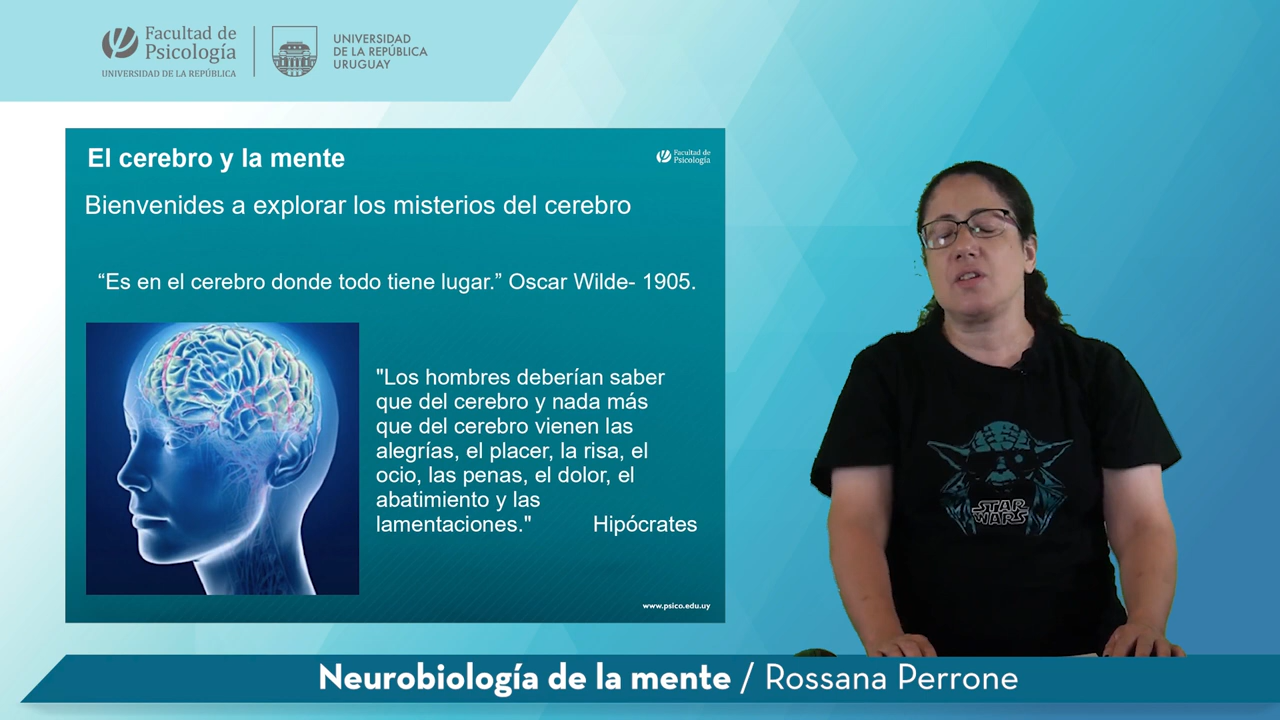 Facultad de
Psicología
UNIVERSIDAD DE LA REPÚBLICA
UNIVERSIDAD
DE LA REPÚBLICA
URUGUAY
El cerebro y la mente
Facultad de
Psicología
Bienvenides a explorar los misterios del cerebro
“Es en el cerebro donde todo tiene lugar.” Oscar Wilde- 1905.
"Los hombres deberían saber
que del cerebro y nada más
que del cerebro vienen las
alegrías, el placer, la risa, el
ocio, las penas, el dolor, el
abatimiento y las
lamentaciones." Hipócrates
www.psico.edu.uy
STAR
WARS
Neurobiología de la mente / Rossana Perrone